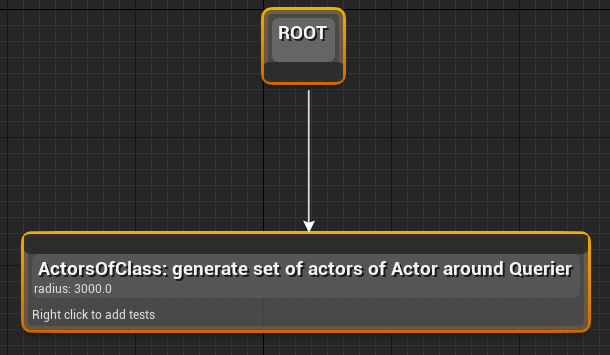 ROOT
ActorsOfClass: generate set of actors of Actor around Querier
radius: 3000.0
Right click to add tests